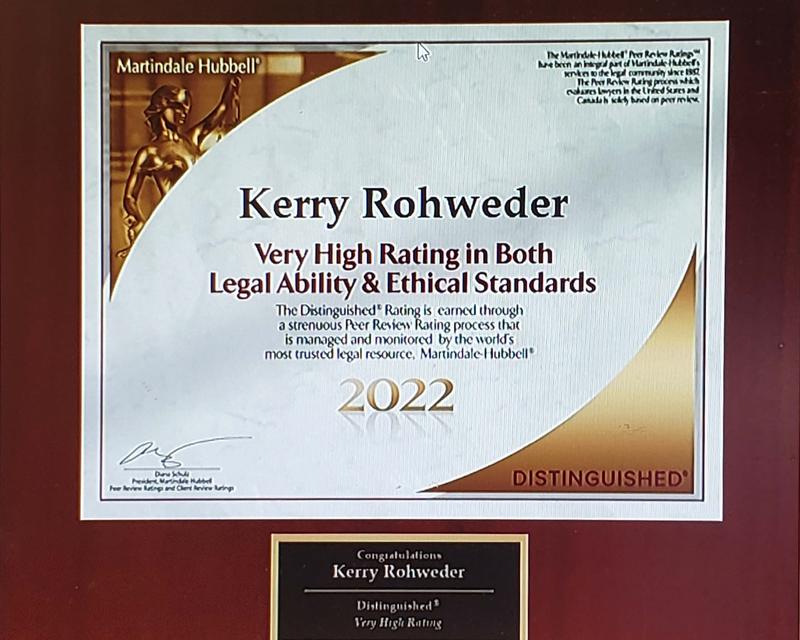 Martindale Hubbell®
The Martindale-Hubbell® Peer Review Ratings™
have been an integral part of Martindale-Hubbell's
services to the legal community since 1887.
The Peer Review Rating process which
evaluates lawyers in the United States and
Canada is solely based on peer review.
Kerry Rohweder
Very High Rating in Both
Legal Ability & Ethical Standards
The Distinguished® Rating is earned through
a strenuous Peer Review Rating process that
is managed and monitored by the world's
most trusted legal resource, Martindale-Hubbell®
2022
Diana Schulz
President, Martindale Hubbell
Peer Review Ratings and Client Review Ratings
DISTINGUISHED®
Congratulations
Kerry Rohweder
Distinguished®
Very High Rating